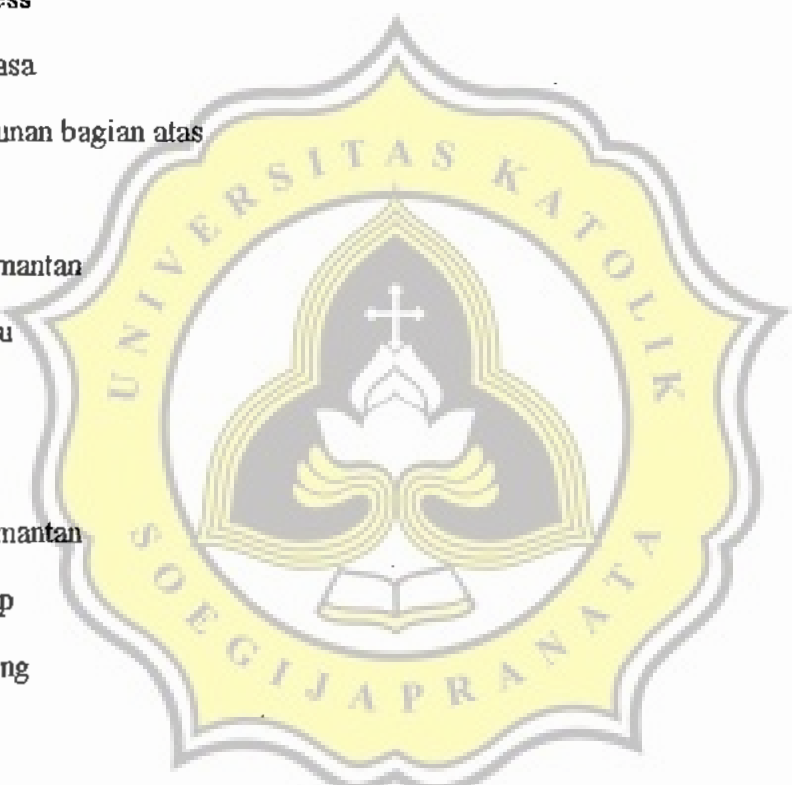 ess
asa
unan bagian atas
mantan
u
mantan
p
ng
UNIVERSITAS KATOLIK
SOEGIJAPRANATA